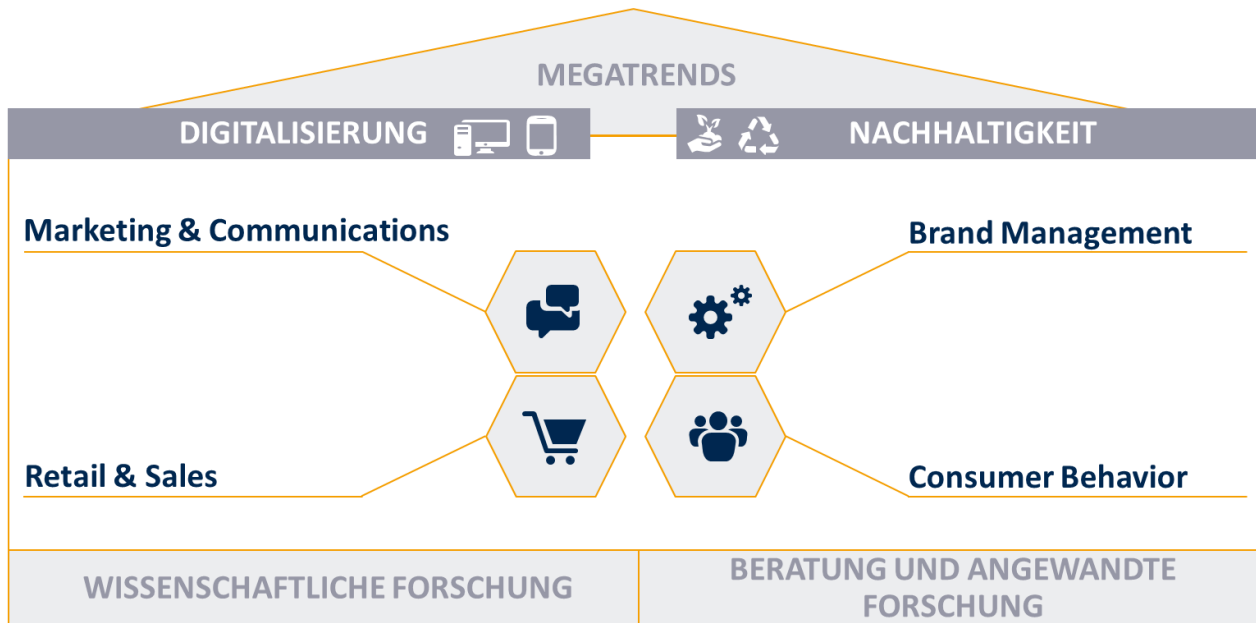 MEGATRENDS
DIGITALISIERUNG
NACHHALTIGKEIT
Marketing & Communications
Brand Management
Retail & Sales
Consumer Behavior
WISSENSCHAFTLICHE FORSCHUNG
BERATUNG UND ANGEWANDTE
FORSCHUNG